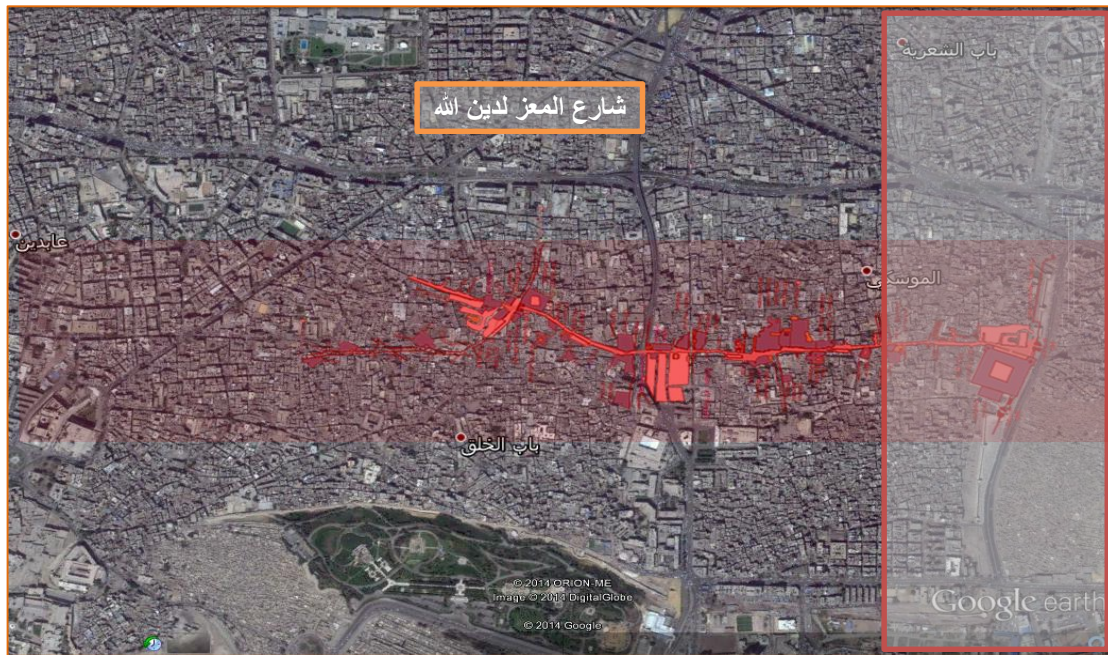 باب الشعرية
شارع المعز لدين الله
عابدين
الموسكي
باب الخلق
© 2014 ORION-ME
Image © 2014 DigitalGlobe
© 2014 Google
Google earth